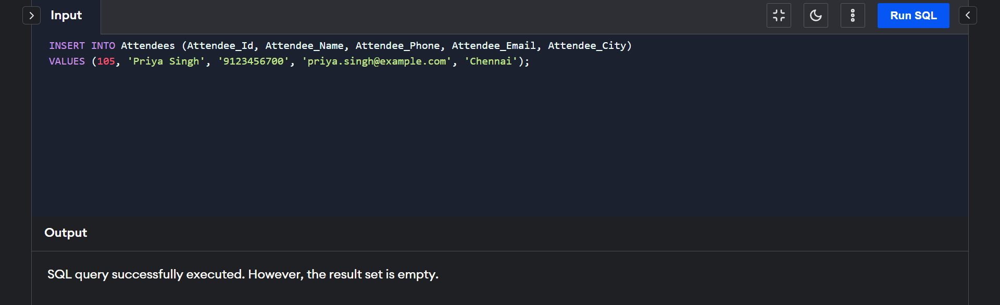 Input
Run SQL
INSERT INTO Attendees (Attendee_Id, Attendee_Name, Attendee_Phone, Attendee_Email, Attendee_City)
VALUES (105, 'Priya Singh', '9123456700', 'priya.singh@example.com', 'Chennai');
Output
SQL query successfully executed. However, the result set is empty.